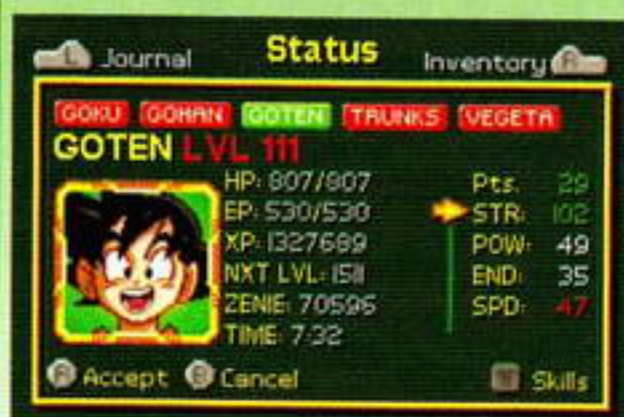 L Journal Status Inventory R
GOKU GOHAN GOTEN TRUNKS VEGETA
GOTEN LVL 111
HP: 807/807 Pts. 29
EP: 530/530 STR: 102
XP: 1327689 POW: 49
NXT LVL: 1511 END: 35
ZENIE: 70596 SPD: 47
TIME: 7:32
Accept B Cancel Skills